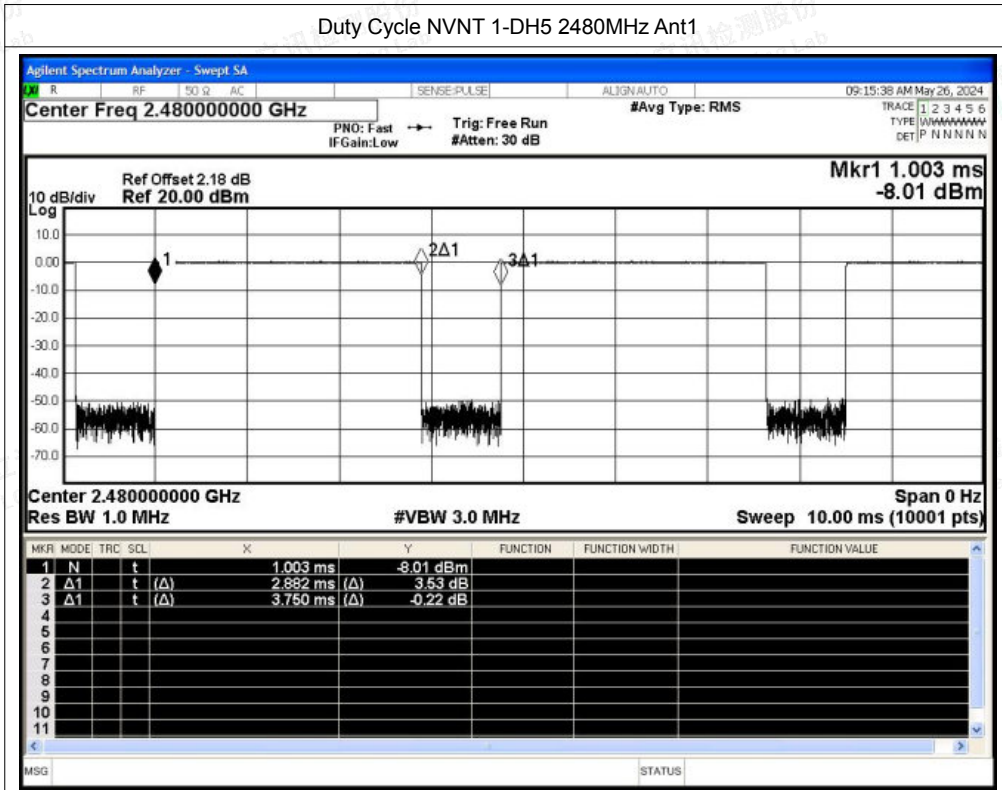 Duty Cycle NVNT 1-DH5 2480MHz Ant1
Agilent Spectrum Analyzer - Swept SA
LXI R RF 50 Ω AC SENSE:PULSE ALIGN AUTO 09:15:38 AM May 26, 2024
Center Freq 2.480000000 GHz #Avg Type: RMS TRACE 1 2 3 4 5 6
PNO: Fast Trig: Free Run TYPE WWWWWW
IFGain:Low #Atten: 30 dB DET P N N N N N
Mkr1 1.003 ms
Ref Offset 2.18 dB
10 dB/div Ref 20.00 dBm -8.01 dBm
Log
10.0
0.00 1 2Δ1 3Δ1
-10.0
-20.0
-30.0
-40.0
-50.0
-60.0
-70.0
Center 2.480000000 GHz Span 0 Hz
Res BW 1.0 MHz #VBW 3.0 MHz Sweep 10.00 ms (10001 pts)
MKR MODE TRC SCL X Y FUNCTION FUNCTION WIDTH FUNCTION VALUE
1 N t 1.003 ms -8.01 dBm
2 Δ1 t (Δ) 2.882 ms (Δ) 3.53 dB
3 Δ1 t (Δ) 3.750 ms (Δ) -0.22 dB
4
5
6
7
8
9
10
11
MSG STATUS